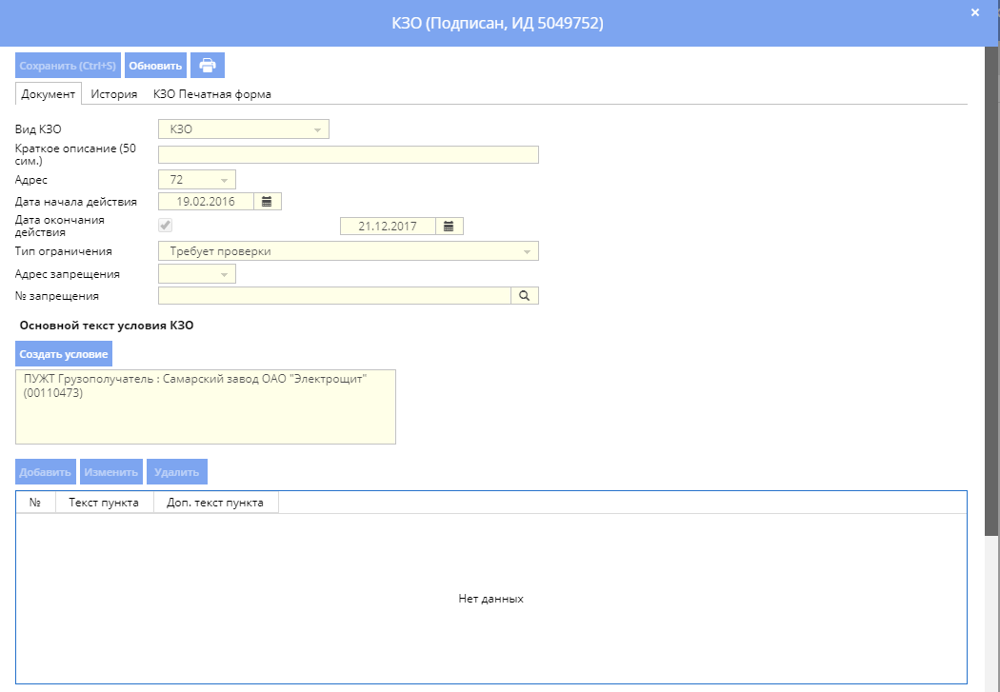 КЗО (Подписан, ИД 5049752)
Сохранить (Ctrl+S) Обновить
Документ История КЗО Печатная форма
Вид КЗО КЗО
Краткое описание (50
сим.)
Адрес 72
Дата начала действия 19.02.2016
Дата окончания
действия 21.12.2017
Тип ограничения Требует проверки
Адрес запрещения
№ запрещения
Основной текст условия КЗО
Создать условие
ПУЖТ Грузополучатель : Самарский завод ОАО "Электрощит"
(00110473)
Добавить Изменить Удалить
№ Текст пункта Доп. текст пункта
Нет данных